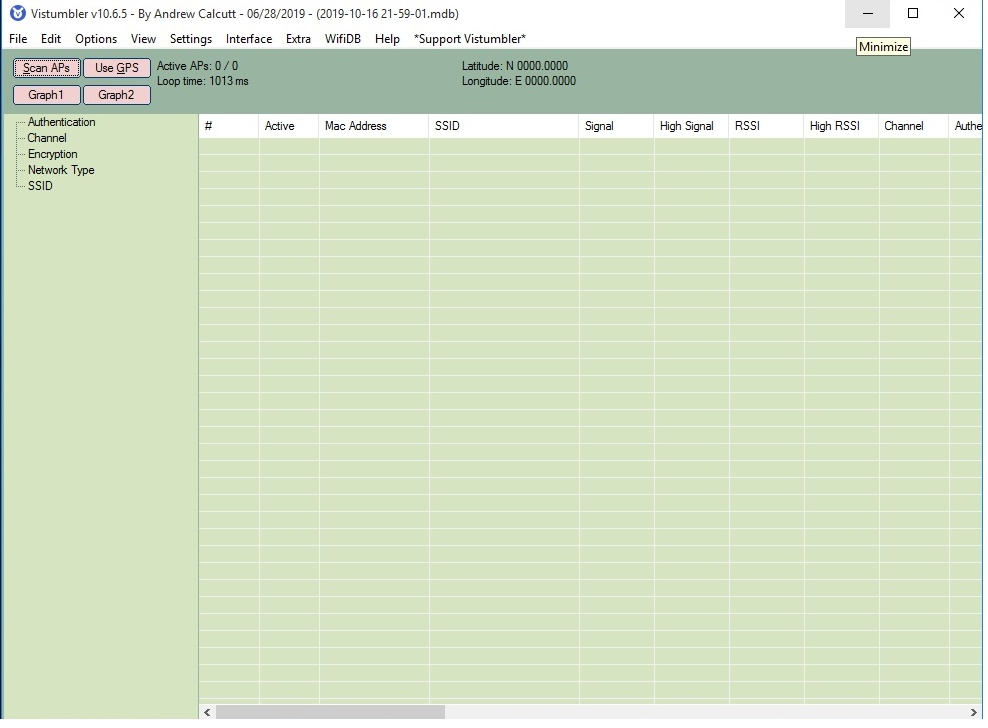 Vistumbler v10.6.5 - By Andrew Calcutt - 06/28/2019 - (2019-10-16 21-59-01.mdb)
File Edit Options View Settings Interface Extra WifiDB Help *Support Vistumbler*
Minimize
Scan APs Use GPS Active APs: 0 / 0 Latitude: N 0000.0000
Loop time: 1013 ms Longitude: E 0000.0000
Graph1 Graph2
Authentication
Channel
Encryption
Network Type
SSID
# Active Mac Address SSID Signal High Signal RSSI High RSSI Channel Authe